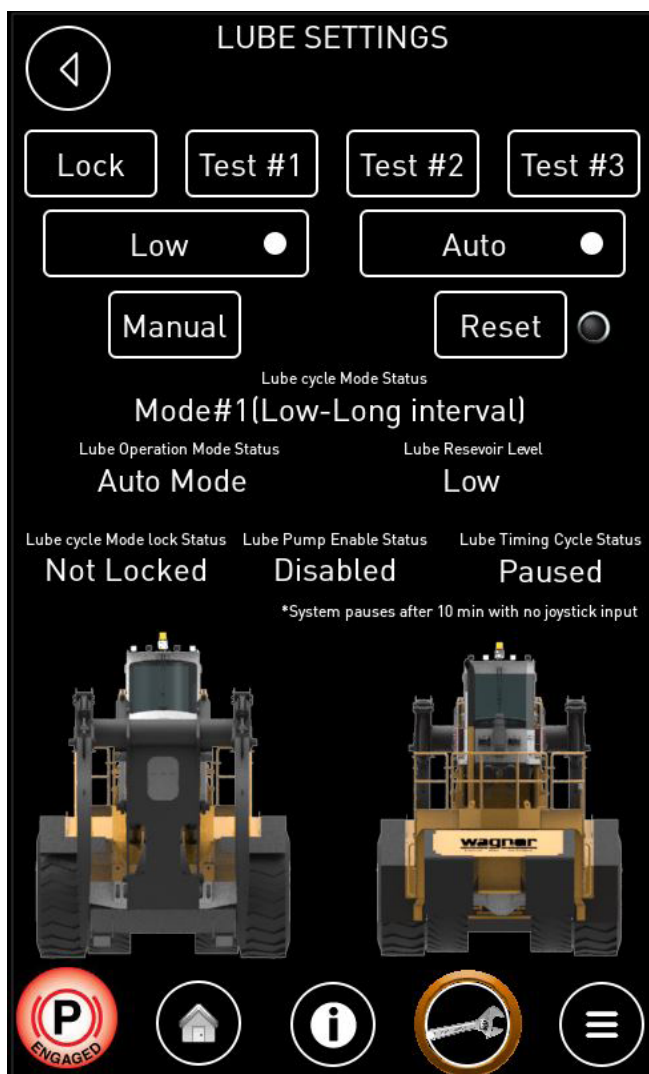 LUBE SETTINGS
Lock
Test #1
Test #2
Test #3
Low
Auto
Manual
Reset
Lube cycle Mode Status
Mode#1(Low-Long interval)
Lube Operation Mode Status
Lube Resevoir Level
Auto Mode
Low
Lube cycle Mode lock Status
Lube Pump Enable Status
Lube Timing Cycle Status
Not Locked
Disabled
Paused
*System pauses after 10 min with no joystick input
wagner
P
ENGAGED
i